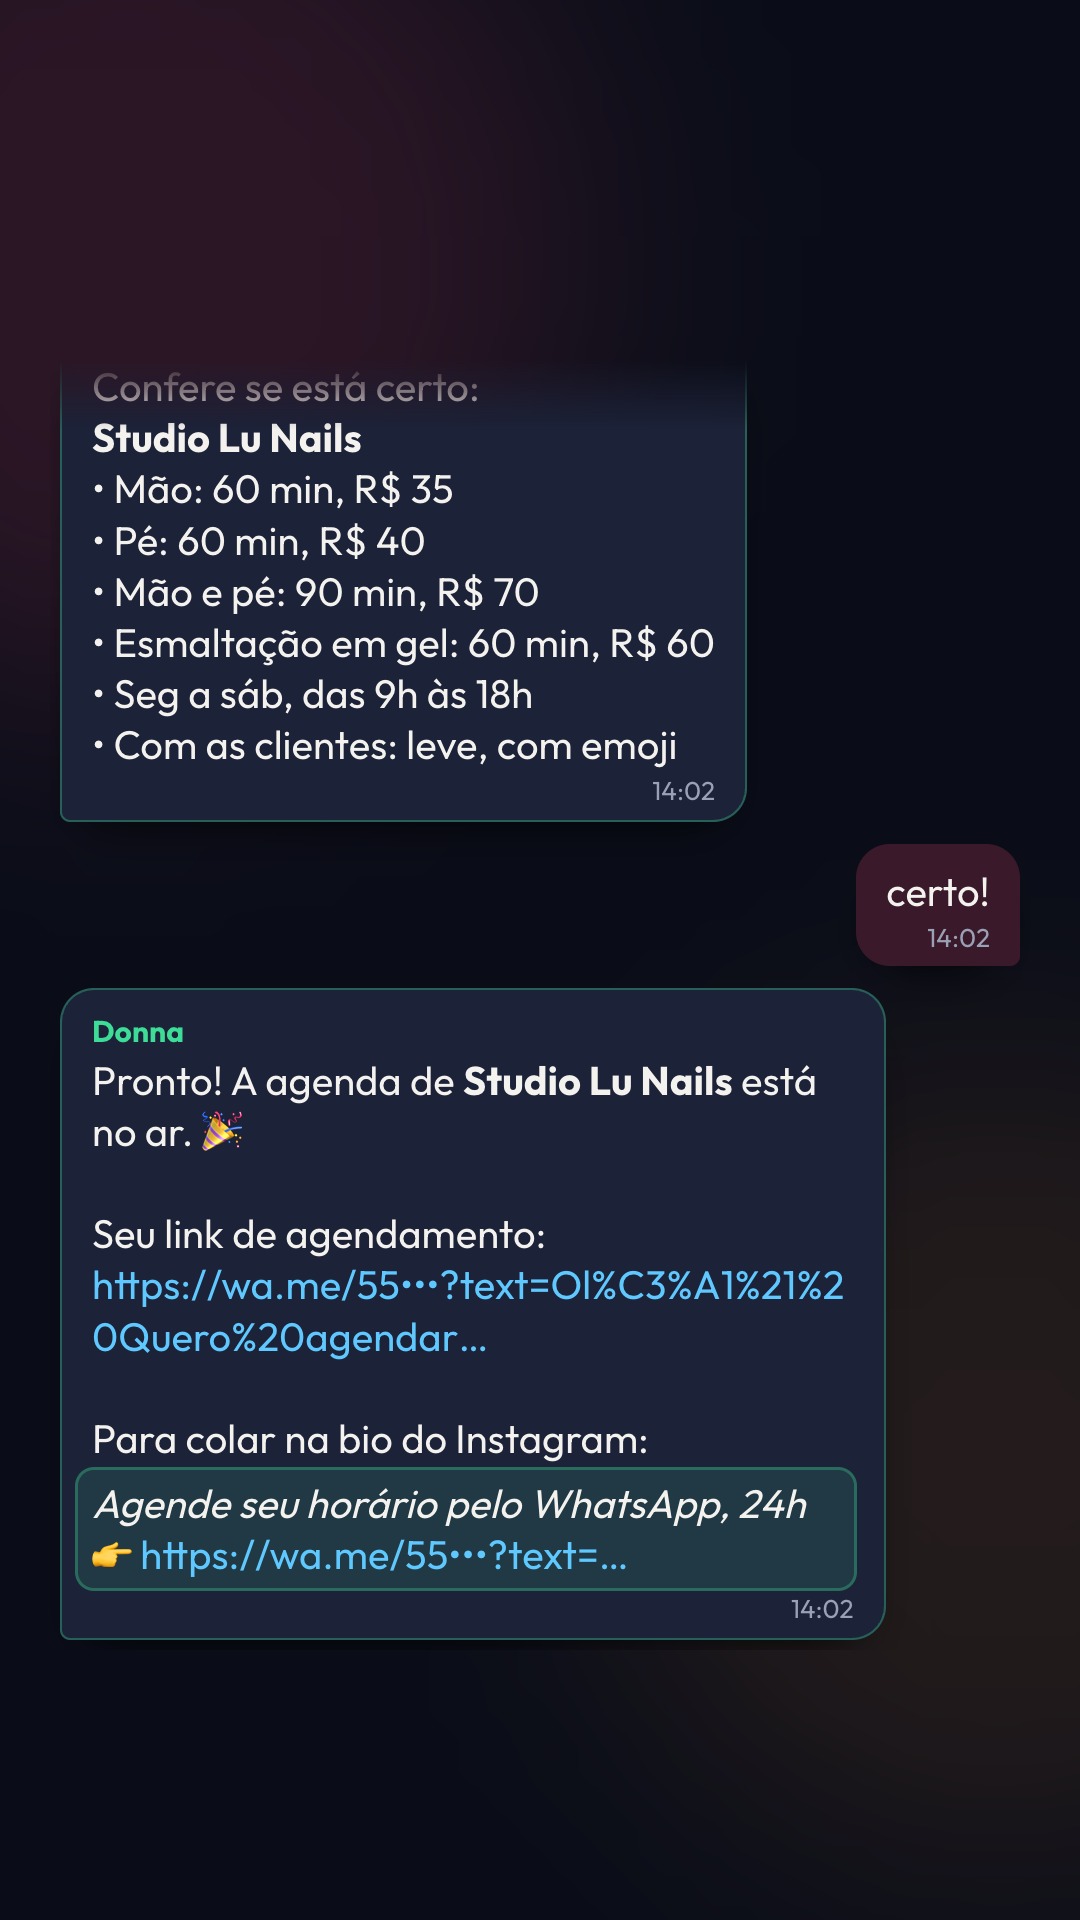 Confere se está certo:
Studio Lu Nails
• Mão: 60 min, R$ 35
• Pé: 60 min, R$ 40
• Mão e pé: 90 min, R$ 70
• Esmaltação em gel: 60 min, R$ 60
• Seg a sáb, das 9h às 18h
• Com as clientes: leve, com emoji
14:02
certo!
14:02
Donna
Pronto! A agenda de Studio Lu Nails está
no ar. 🎉
Seu link de agendamento:
https://wa.me/55•••?text=Ol%C3%A1%21%2
0Quero%20agendar…
Para colar na bio do Instagram:
Agende seu horário pelo WhatsApp, 24h
👉 https://wa.me/55•••?text=…
14:02